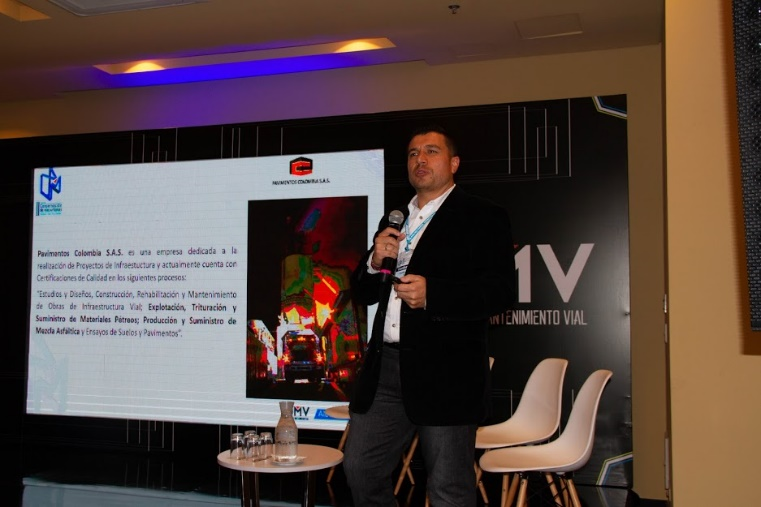 PAVIMENTOS COLOMBIA S.A.S.
Pavimentos Colombia S.A.S. es una empresa dedicada a la
realización de Proyectos de Infraestuctura y actualmente cuenta con
Certificaciones de Calidad en los siguientes procesos:
"Estudios y Diseños, Construcción, Rehabilitación y Mantenimiento
de Obras de Infraestructura Vial; Explotación, Trituración y
Suministro de Materiales Pétreos; Producción y Suministro de
Mezcla Asfáltica y Ensayos de Suelos y Pavimentos".
MV
MV
ANTENIMIENTO VIAL